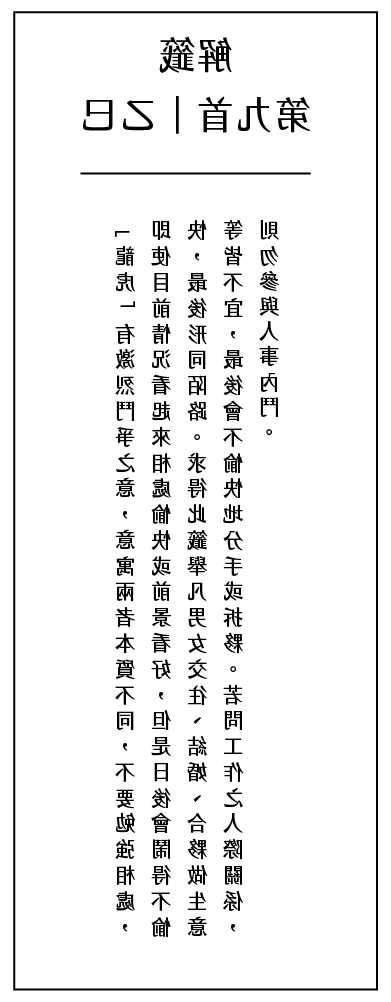 解籤
第九首｜乙巳
「龍虎」有激烈鬥爭之意，意寓兩者本質不同，不要勉強相處，
即使目前情況看起來相處愉快或前景看好，但是日後會鬧得不愉
快，最後形同陌路。求得此籤舉凡男女交往、結婚、合夥做生意
等皆不宜，最後會不愉快地分手或拆夥。若問工作之人際關係，
則勿參與人事內鬥。